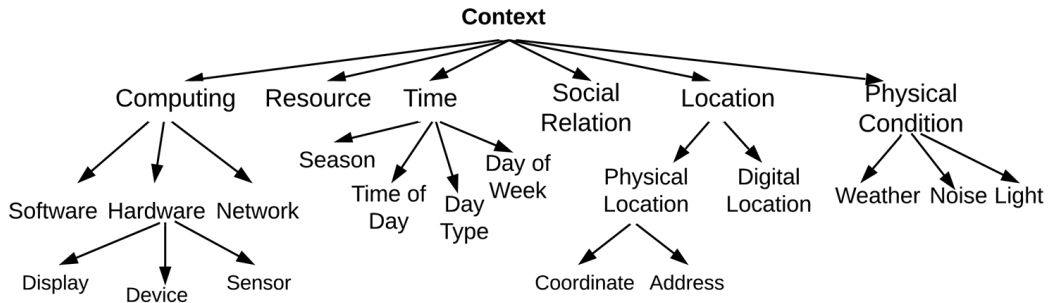 Context
Computing Resource Time Social Relation Location Physical Condition
Season
Time of Day
Day Type
Day of Week
Physical Location
Digital Location
Weather Noise Light
Software Hardware Network
Display
Device
Sensor
Coordinate Address